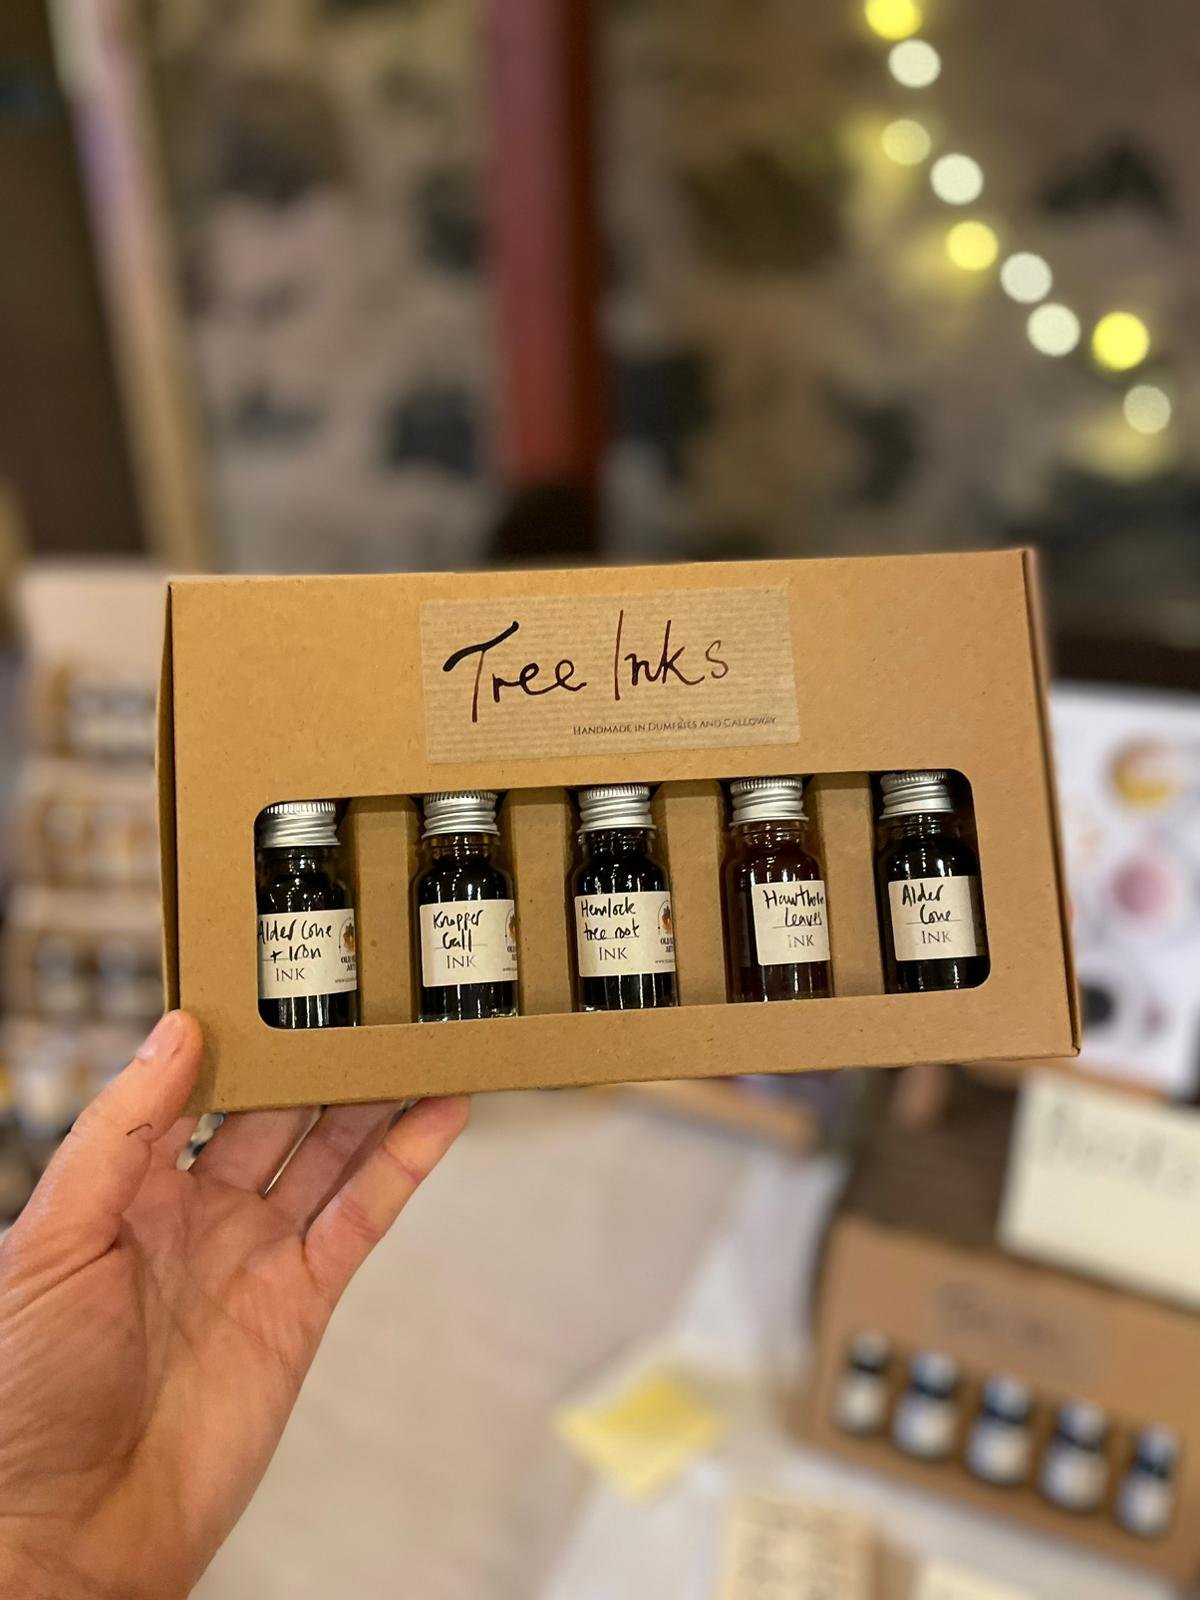 Tree Inks
HANDMADE IN DUMFRIES AND GALLOWAY
Alder Cone
+ Iron
INK
Knopper
Gall
INK
Hemlock
tree root
INK
Hawthorn
Leaves
INK
Alder
Cone
INK